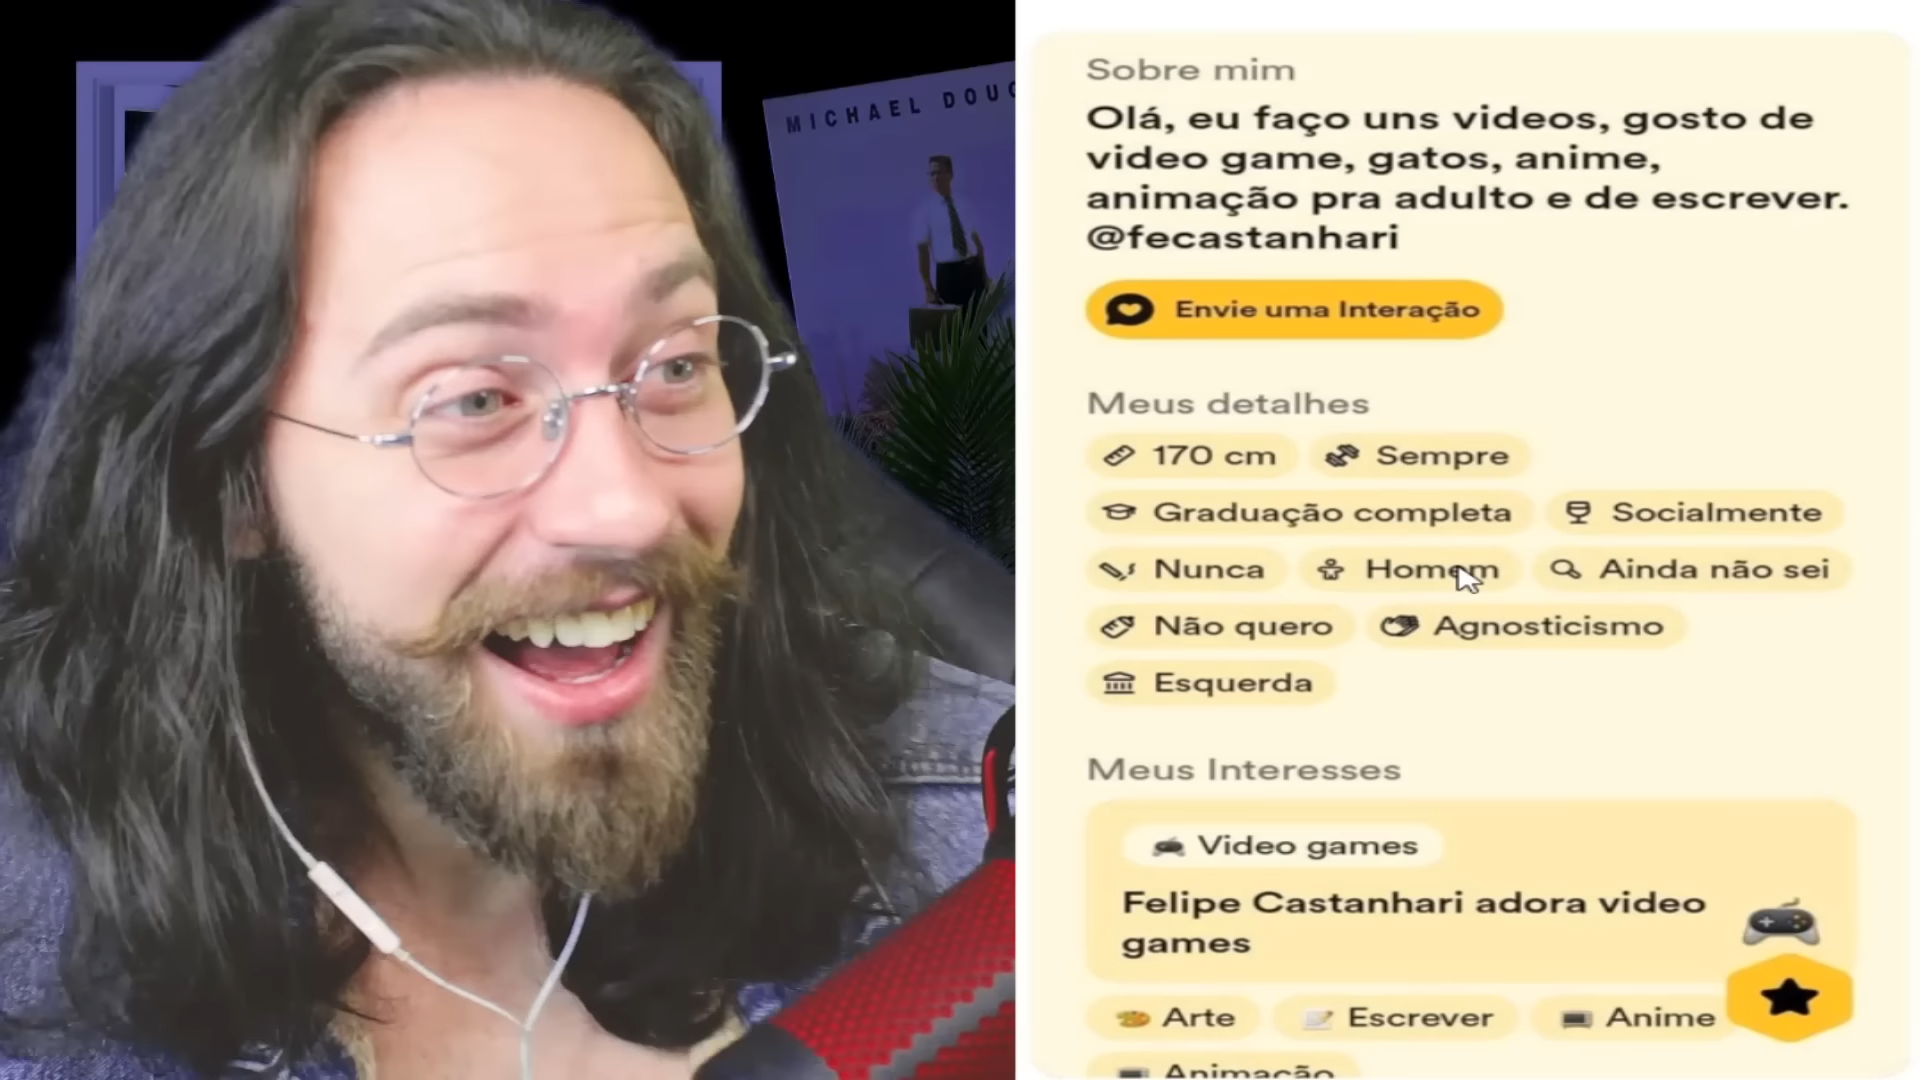 MICHAEL DOUG
Sobre mim
Olá, eu faço uns videos, gosto de
video game, gatos, anime,
animação pra adulto e de escrever.
@fecastanhari
Envie uma Interação
Meus detalhes
170 cm
Sempre
Graduação completa
Socialmente
Nunca
Homem
Ainda não sei
Não quero
Agnosticismo
Esquerda
Meus Interesses
Video games
Felipe Castanhari adora video
games
Arte
Escrever
Anime
Animação